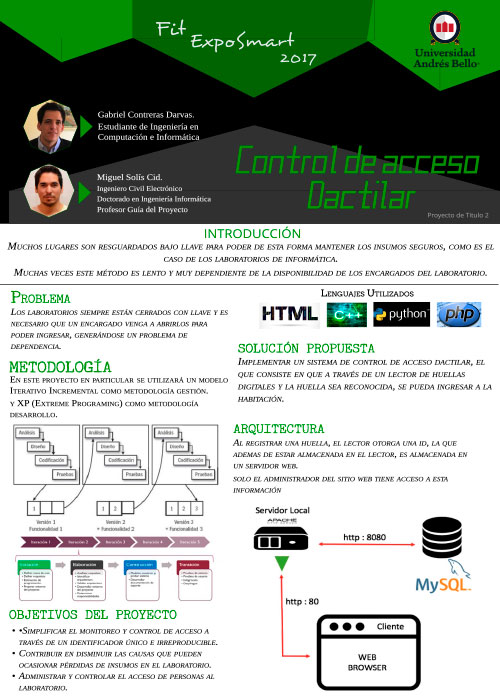 Fit
ExpoSmart
2017
Universidad
Andrés Bello
Gabriel Contreras Darvas.
Estudiante de Ingeniería en
Computación e Informática
Miguel Solís Cid.
Ingeniero Civil Electrónico
Doctorado en Ingeniería Informática
Profesor Guía del Proyecto
Control de acceso
Dactilar
Proyecto de Título 2
INTRODUCCIÓN
MUCHOS LUGARES SON RESGUARDADOS BAJO LLAVE PARA PODER DE ESTA FORMA MANTENER LOS INSUMOS SEGUROS, COMO ES EL
CASO DE LOS LABORATORIOS DE INFORMÁTICA.
MUCHAS VECES ESTE MÉTODO ES LENTO Y MUY DEPENDIENTE DE LA DISPONIBILIDAD DE LOS ENCARGADOS DEL LABORATORIO.
PROBLEMA
LOS LABORATORIOS SIEMPRE ESTÁN CERRADOS CON LLAVE Y ES
NECESARIO QUE UN ENCARGADO VENGA A ABRIRLOS PARA
PODER INGRESAR, GENERÁNDOSE UN PROBLEMA DE
DEPENDENCIA.
METODOLOGÍA
EN ESTE PROYECTO EN PARTICULAR SE UTILIZARÁ UN MODELO
ITERATIVO INCREMENTAL COMO METODOLOGÍA GESTIÓN.
Y XP (EXTREME PROGRAMING) COMO METODOLOGÍA
DESARROLLO.
Análisis
Diseño
Codificación
Pruebas
Análisis
Diseño
Codificación
Pruebas
Análisis
Diseño
Codificación
Pruebas
1
1 2
1 2 3
Versión 1
Funcionalidad 1
Versión 2
+ Funcionalidad 2
Versión 3
+ Funcionalidad 3
Iteración 1
Iteración 2
Iteración 3
Iteración 4
Iteración 5
Elaboración
Construcción
Transición
OBJETIVOS DEL PROYECTO
• •SIMPLIFICAR EL MONITOREO Y CONTROL DE ACCESO A
TRAVÉS DE UN IDENTIFICADOR ÚNICO E IRREPRODUCIBLE.
• CONTRIBUIR EN DISMINUIR LAS CAUSAS QUE PUEDEN
OCASIONAR PÉRDIDAS DE INSUMOS EN EL LABORATORIO.
• ADMINISTRAR Y CONTROLAR EL ACCESO DE PERSONAS AL
LABORATORIO.
LENGUAJES UTILIZADOS
HTML
C++
python
php
SOLUCIÓN PROPUESTA
IMPLEMENTAR UN SISTEMA DE CONTROL DE ACCESO DACTILAR, EL
QUE CONSISTE EN QUE A TRAVÉS DE UN LECTOR DE HUELLAS
DIGITALES Y LA HUELLA SEA RECONOCIDA, SE PUEDA INGRESAR A LA
HABITACIÓN.
ARQUITECTURA
AL REGISTRAR UNA HUELLA, EL LECTOR OTORGA UNA ID, LA QUE
ADEMAS DE ESTAR ALMACENADA EN EL LECTOR, ES ALMACENADA EN
UN SERVIDOR WEB.
SOLO EL ADMINISTRADOR DEL SITIO WEB TIENE ACCESO A ESTA
INFORMACIÓN
Servidor Local
APACHE
http : 8080
MySQL
http : 80
Cliente
WEB
BROWSER